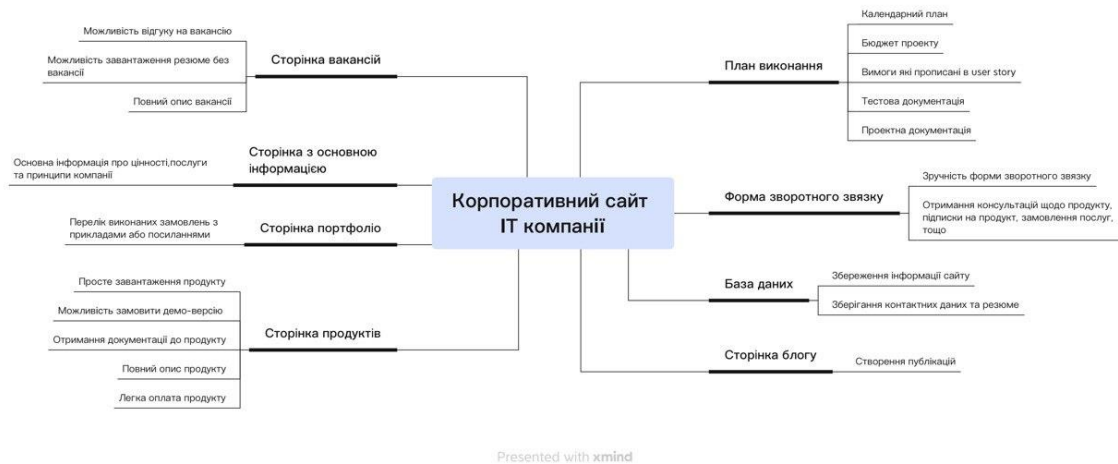 Корпоративний сайт
ІТ компанії
Сторінка вакансій
Можливість відгуку на вакансію
Можливість завантаження резюме без
вакансії
Повний опис вакансії
Сторінка з основною
інформацією
Основна інформація про цінності,послуги
та принципи компанії
Сторінка портфоліо
Перелік виконаних замовлень з
прикладами або посиланнями
Сторінка продуктів
Просте завантаження продукту
Можливість замовити демо-версію
Отримання документації до продукту
Повний опис продукту
Легка оплата продукту
План виконання
Календарний план
Бюджет проекту
Вимоги які прописані в user story
Тестова документація
Проектна документація
Форма зворотного звязку
Зручність форми зворотного звязку
Отримання консультацій щодо продукту,
підписки на продукт, замовлення послуг,
тощо
База даних
Збереження інформації сайту
Зберігання контактних даних та резюме
Сторінка блогу
Створення публікацій
Presented with xmind